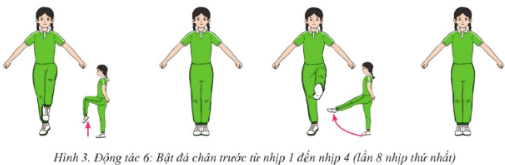 Hình 3. Động tác 6: Bật đá chân trước từ nhịp 1 đến nhịp 4 (lần 8 nhịp thứ nhất)